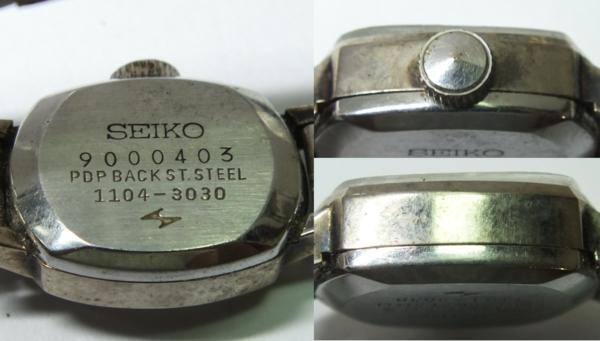 SEIKO
9000403
PDP BACK ST. STEEL
1104-3030
SEIKO